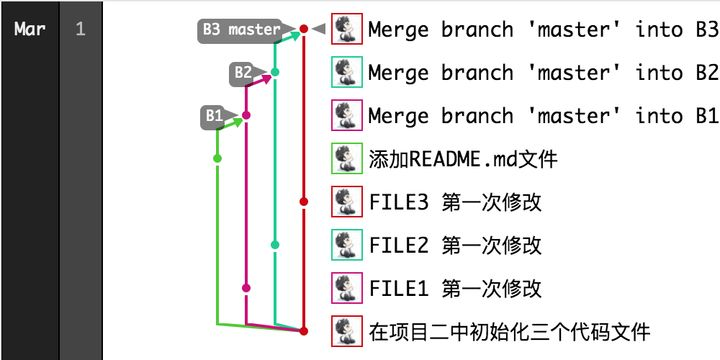 Mar 1 B3 master Merge branch 'master' into B3
B2 Merge branch 'master' into B2
B1 Merge branch 'master' into B1
添加README.md文件
FILE3 第一次修改
FILE2 第一次修改
FILE1 第一次修改
在项目二中初始化三个代码文件